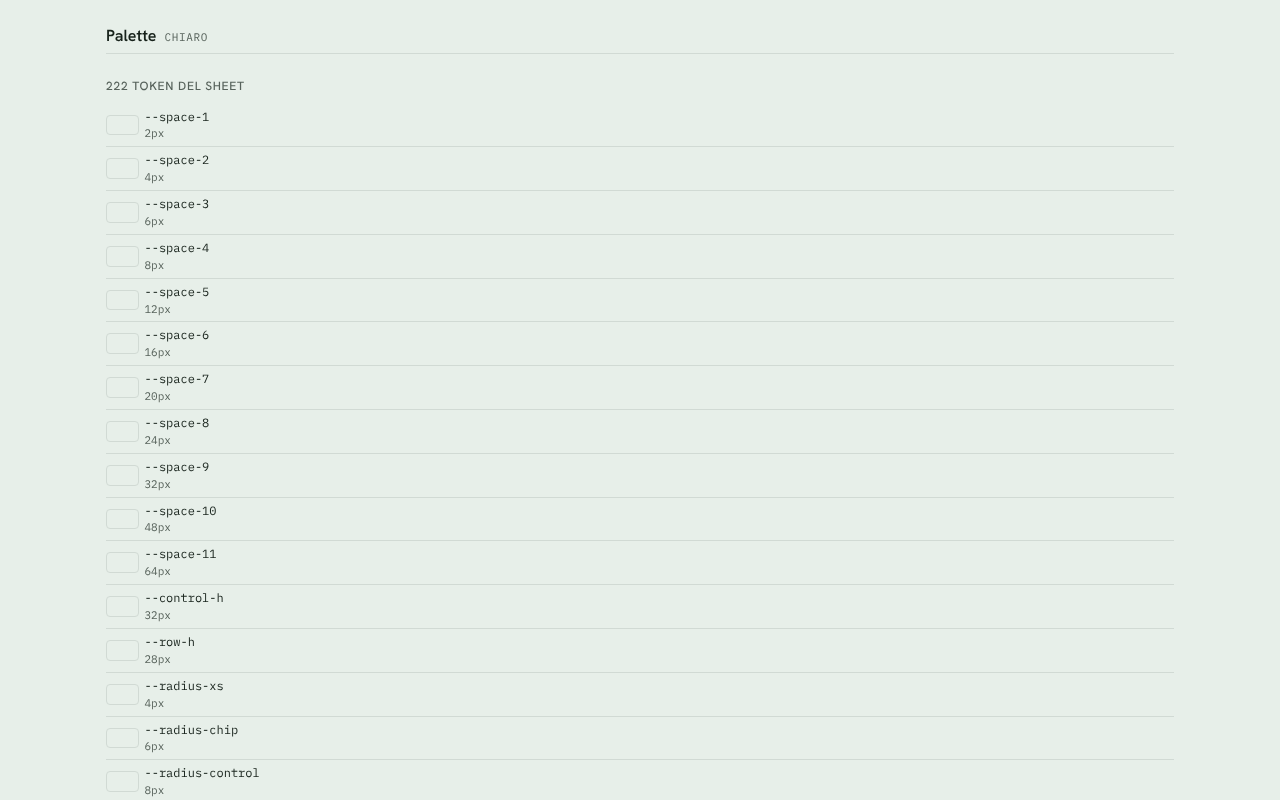 Palette CHIARO
222 TOKEN DEL SHEET
--space-1
2px
--space-2
4px
--space-3
6px
--space-4
8px
--space-5
12px
--space-6
16px
--space-7
20px
--space-8
24px
--space-9
32px
--space-10
48px
--space-11
64px
--control-h
32px
--row-h
28px
--radius-xs
4px
--radius-chip
6px
--radius-control
8px